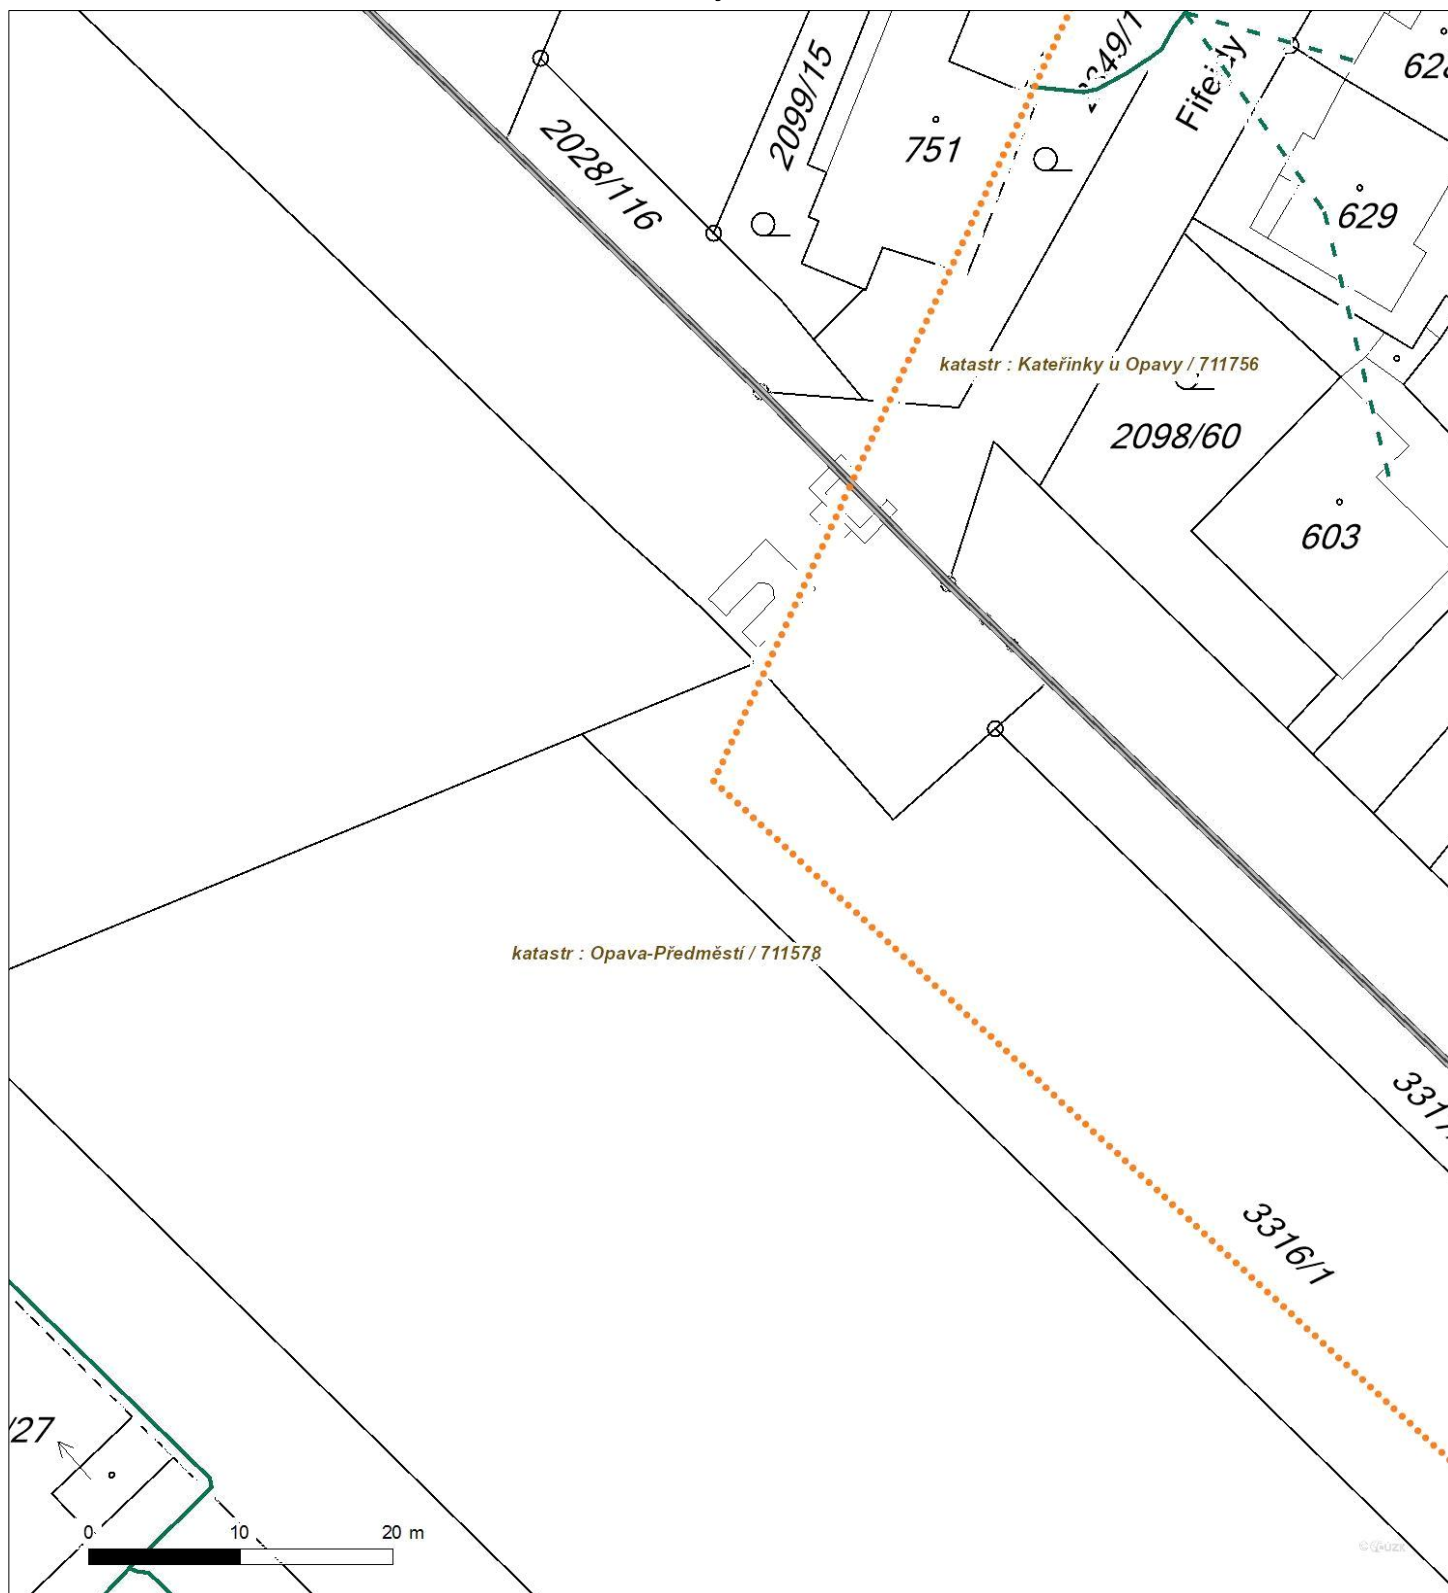 2099/15
2028/116
751
Fifejdy
629
katastr : Kateřinky u Opavy / 711756
2098/60
603
katastr : Opava-Předměstí / 711578
3316/1
/27
0 10 20 m